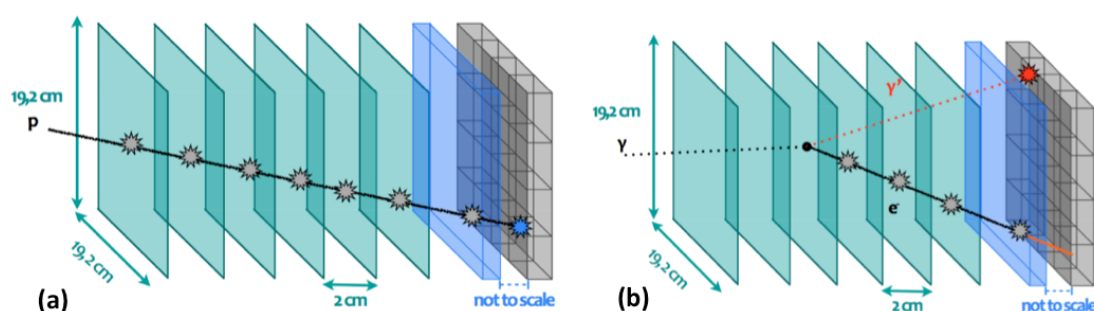 19,2 cm
p
19,2 cm
(a)
2 cm
not to scale
19,2 cm
γ
γ'
e-
19,2 cm
(b)
2 cm
not to scale